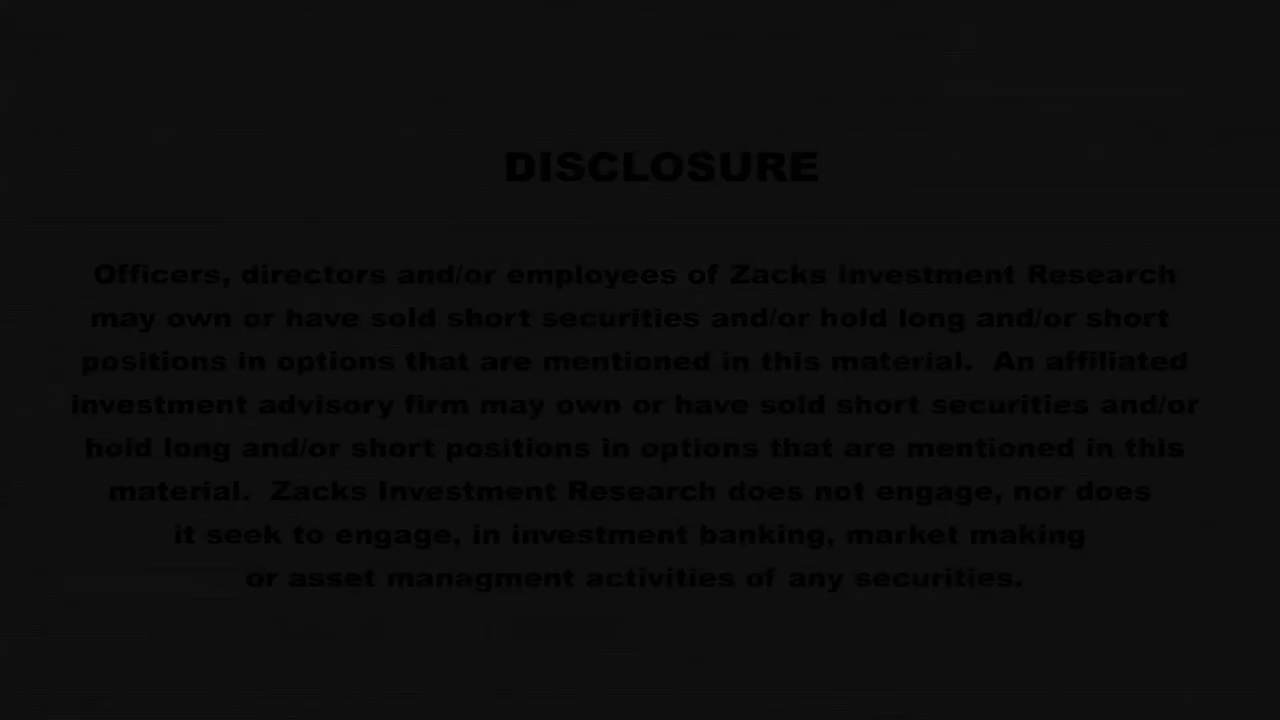 DISCLOSURE
Officers, directors and/or employees of Zacks Investment Research
may own or have sold short securities and/or hold long and/or short
positions in options that are mentioned in this material.  An affiliated
investment advisory firm may own or have sold short securities and/or
hold long and/or short positions in options that are mentioned in this
material.  Zacks Investment Research does not engage, nor does
it seek to engage, in investment banking, market making
or asset managment activities of any securities.